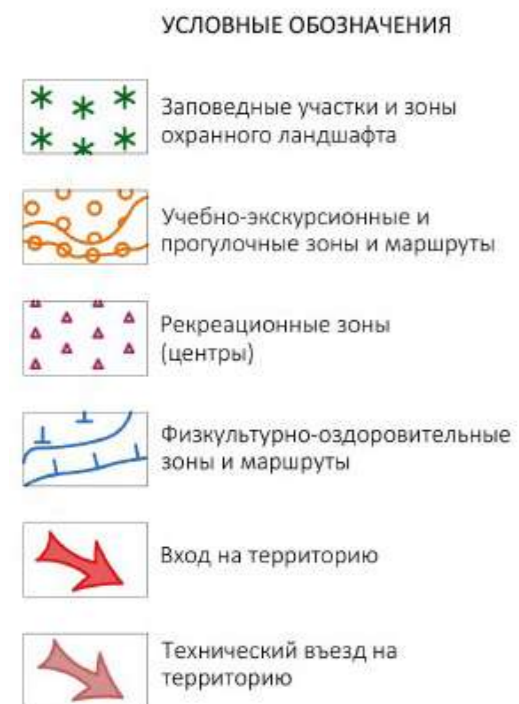 УСЛОВНЫЕ ОБОЗНАЧЕНИЯ
Заповедные участки и зоны
охранного ландшафта
Учебно-экскурсионные и
прогулочные зоны и маршруты
Рекреационные зоны
(центры)
Физкультурно-оздоровительные
зоны и маршруты
Вход на территорию
Технический въезд на
территорию